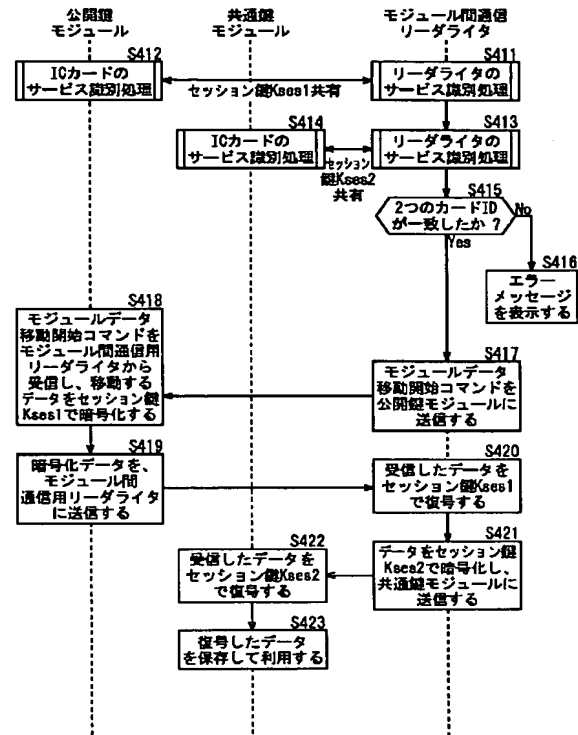 公開鍵
モジュール
共通鍵
モジュール
モジュール間通信
リーダライタ
S412
ICカードの
サービス識別処理
セッション鍵Kses1共有
S411
リーダライタの
サービス識別処理
S414
ICカードの
サービス識別処理
セッション
鍵Kses2
共有
S413
リーダライタの
サービス識別処理
S415
2つのカードID
が一致したか ?
No
Yes
S416
エラー
メッセージ
を表示する
S418
モジュールデータ
移動開始コマンドを
モジュール間通信用
リーダライタから
受信し、移動する
データをセッション鍵
Kses1で暗号化する
S417
モジュールデータ
移動開始コマンドを
公開鍵モジュールに
送信する
S419
暗号化データを、
モジュール間
通信用リーダライタ
に送信する
S420
受信したデータを
セッション鍵Kses1
で復号する
S421
データをセッション鍵
Kses2で暗号化し、
共通鍵モジュールに
送信する
S422
受信したデータを
セッション鍵Kses2
で復号する
S423
復号したデータ
を保存して利用する